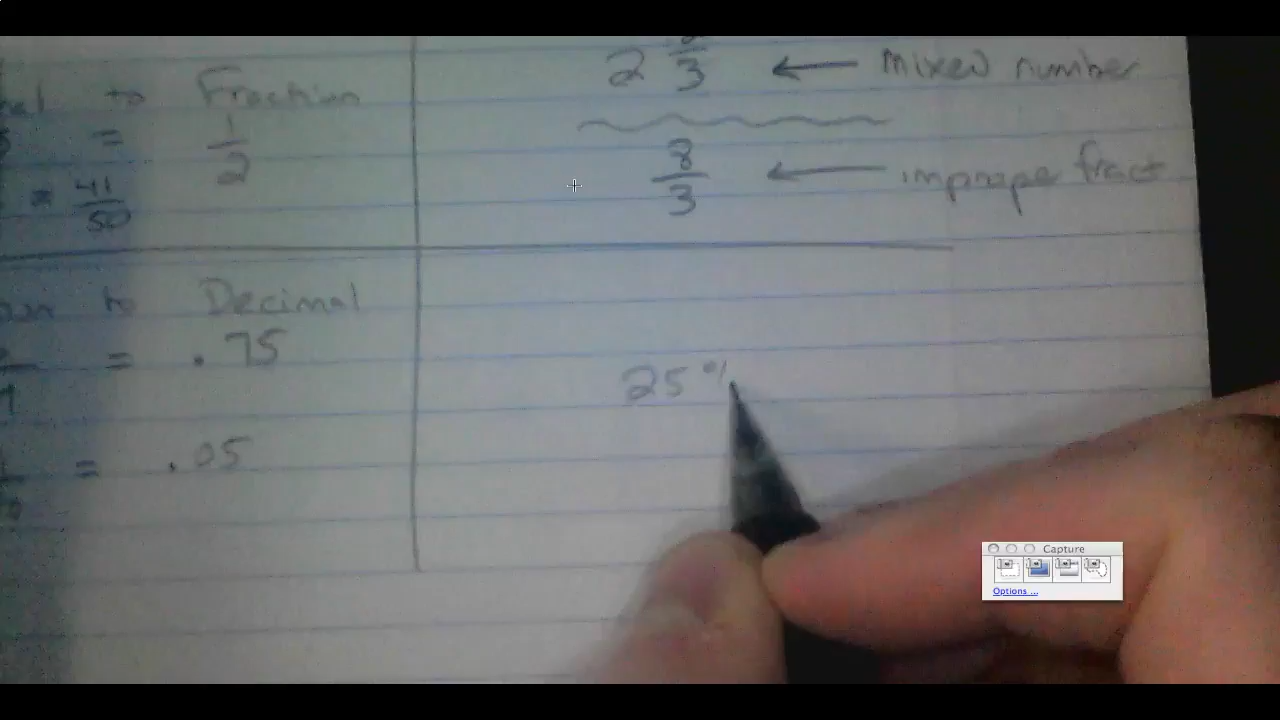 2 2/3 ← mixed number
to Fraction
= 1/2
8/3 ← imprope fract
= 41/50
to Decimal
= .75
25%
= .05
Capture
Options ...